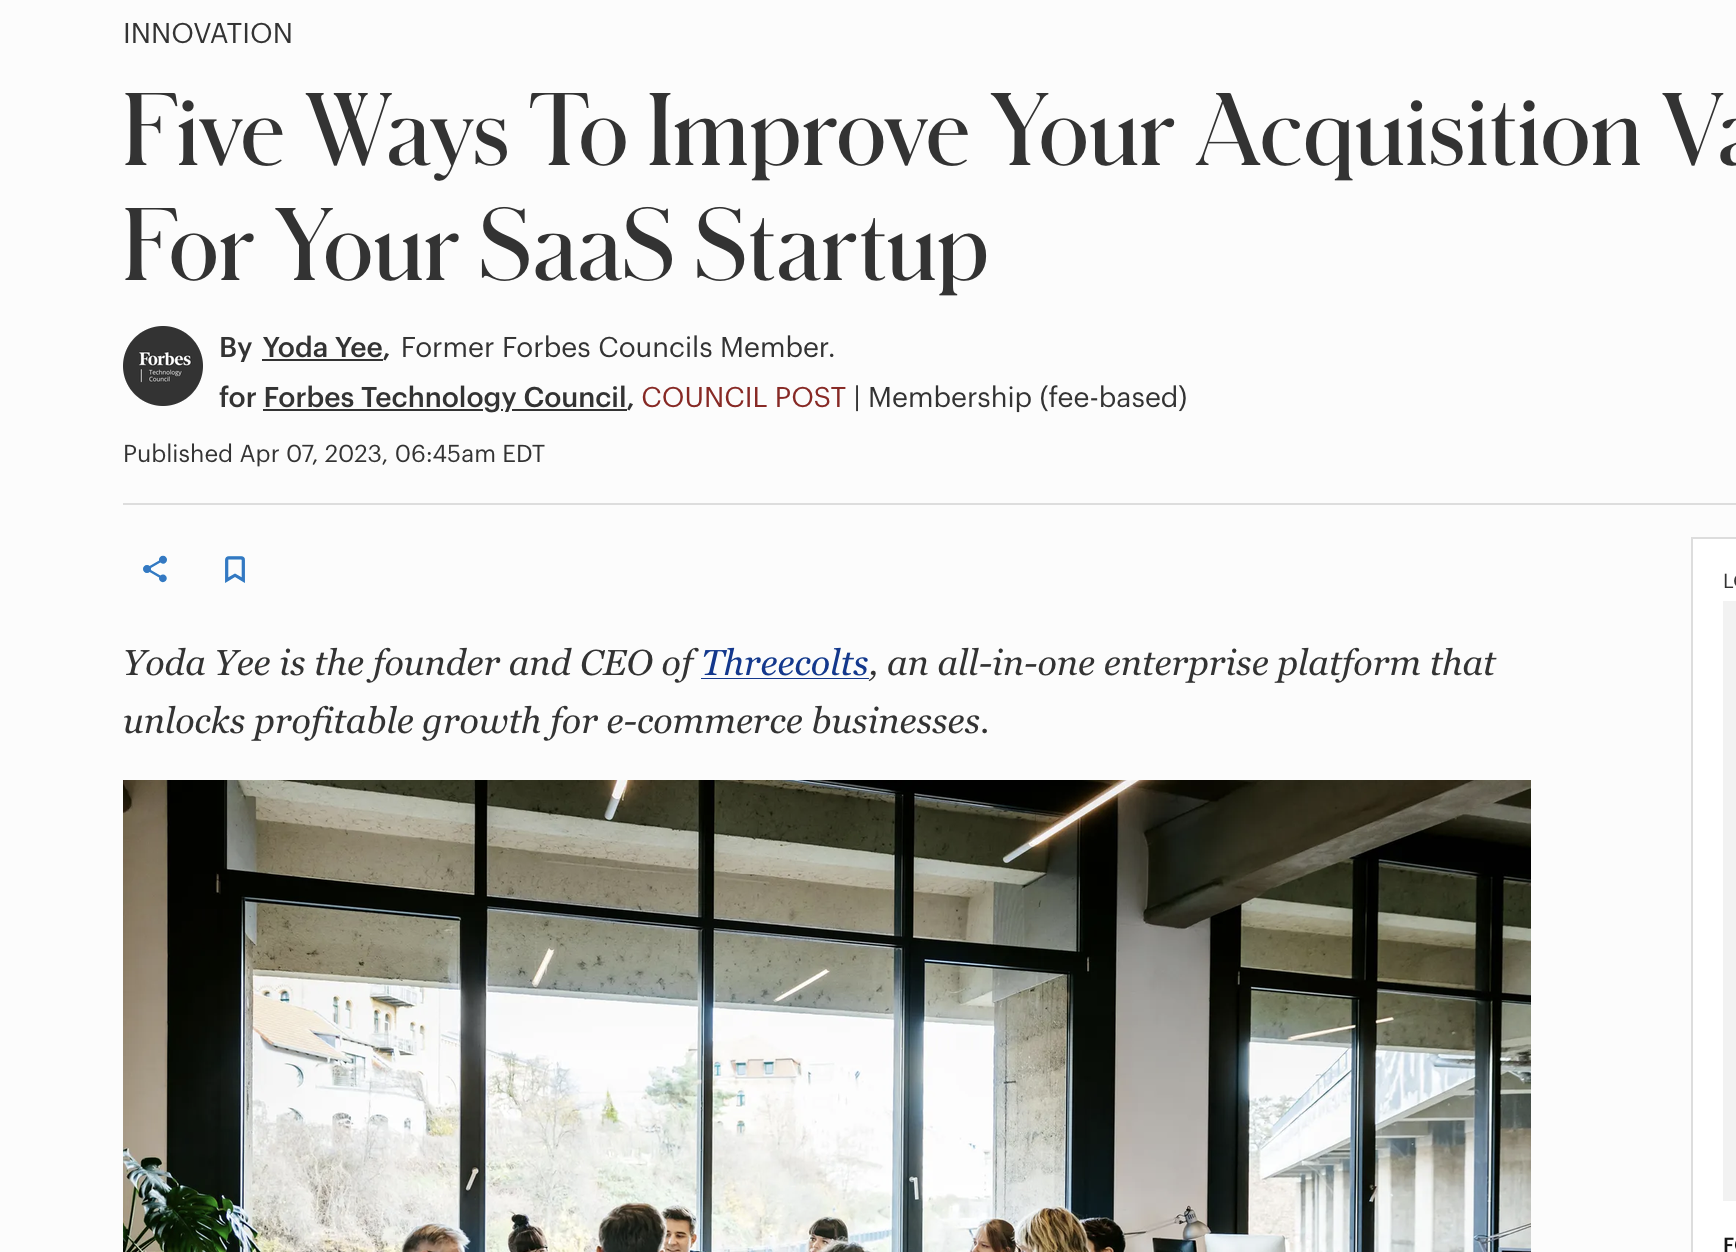 INNOVATION
Five Ways To Improve Your Acquisition Va
For Your SaaS Startup
Forbes
Technology
Council
By Yoda Yee, Former Forbes Councils Member.
for Forbes Technology Council, COUNCIL POST | Membership (fee-based)
Published Apr 07, 2023, 06:45am EDT
Yoda Yee is the founder and CEO of Threecolts, an all-in-one enterprise platform that
unlocks profitable growth for e-commerce businesses.